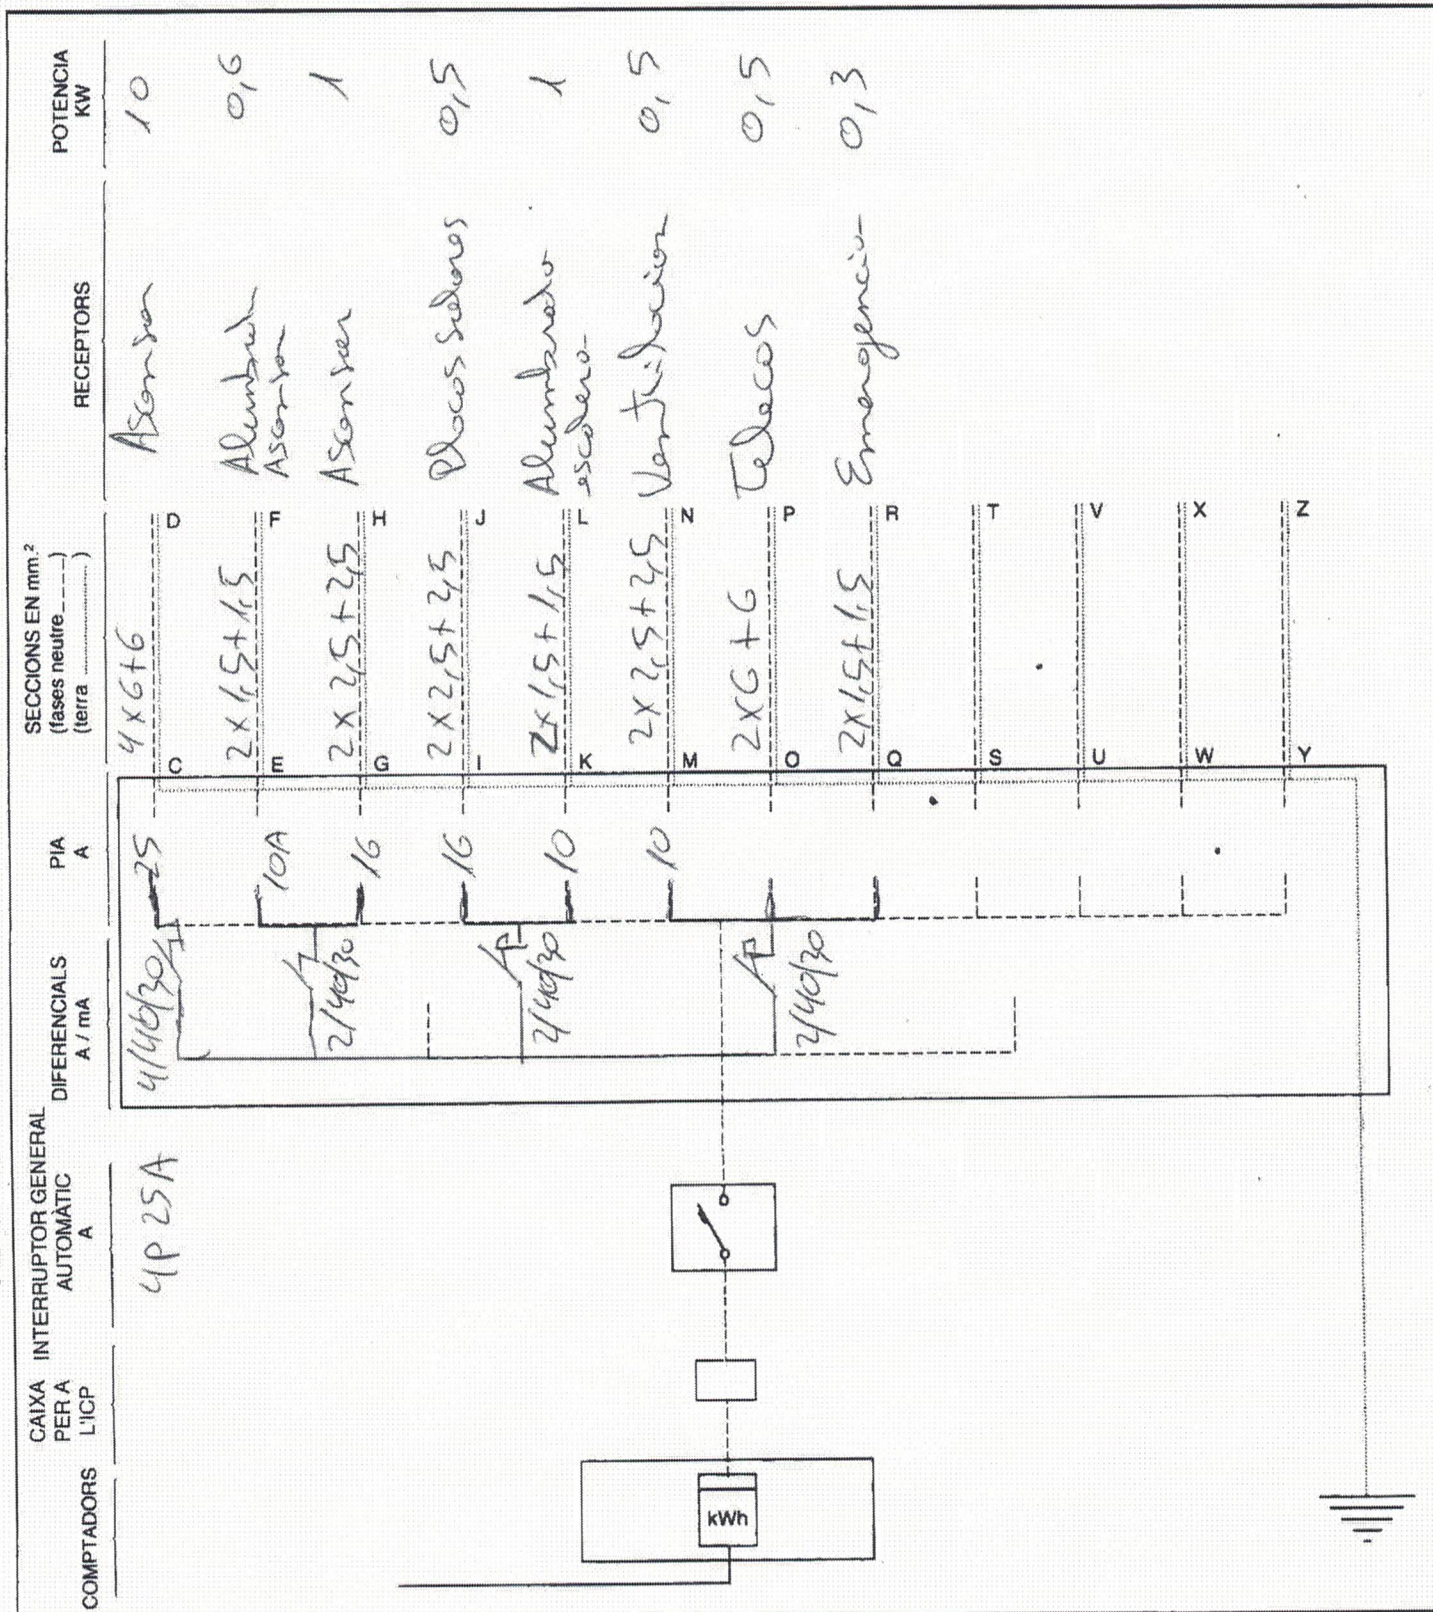 COMPTADORS
CAIXA
PER A
L'ICP
INTERRUPTOR GENERAL
AUTOMÀTIC
A
DIFERENCIALS
A / mA
PIA
A
SECCIONS EN mm.²
(fases neutre _ _ _ _)
(terra ............... )
RECEPTORS
POTENCIA
KW
4P 25A
4/40/30
25
C
4x6+6
D
Ascensor
10
10A
E
2x1,5+1,5
F
Ascensor
0,6
2/40/30
16
G
2x2,5+2,5
H
Ascensor
1
16
I
2x2,5+2,5
J
0,5
2/40/30
10
K
2x1,5+1,5
L
Alumbrado
escalera
1
10
M
2x2,5+2,5
N
Ventilacion
0,5
O
2x6+6
P
Telecos
0,5
2/40/30
Q
2x1,5+1,5
R
Emergencia
0,3
S
T
U
V
W
X
Y
Z
kWh